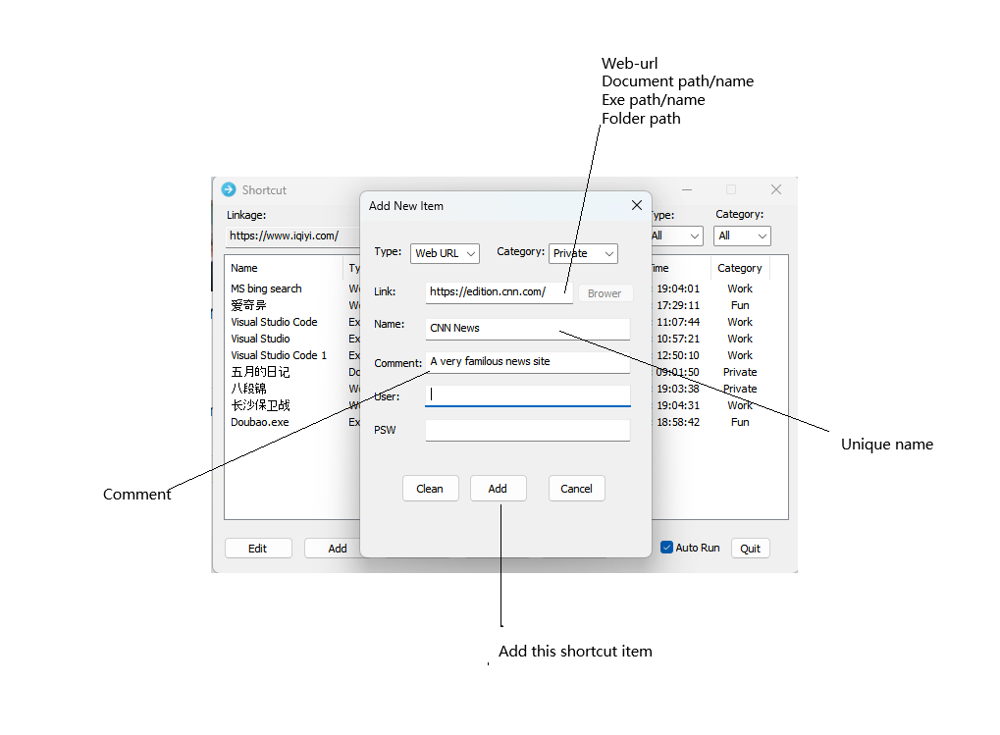 Web-url
Document path/name
Exe path/name
Folder path
Shortcut
Linkage:
Type:
Category:
https://www.iqiyi.com/
All
All
Name
Category
MS bing search
19:04:01
Work
爱奇异
17:29:11
Fun
Visual Studio Code
Ex
11:07:44
Work
Visual Studio
Ex
10:57:21
Work
Visual Studio Code 1
Ex
12:50:10
Work
五月的日记
09:01:50
Private
八段锦
19:03:38
Private
长沙保卫战
19:04:31
Work
Doubao.exe
Ex
18:58:42
Fun
Edit
Add
Auto Run
Quit
Add New Item
Type:
Web URL
Category:
Private
Link:
https://edition.cnn.com/
Brower
Name:
CNN News
Comment:
A very familous news site
User:
PSW
Clean
Add
Cancel
Unique name
Comment
Add this shortcut item